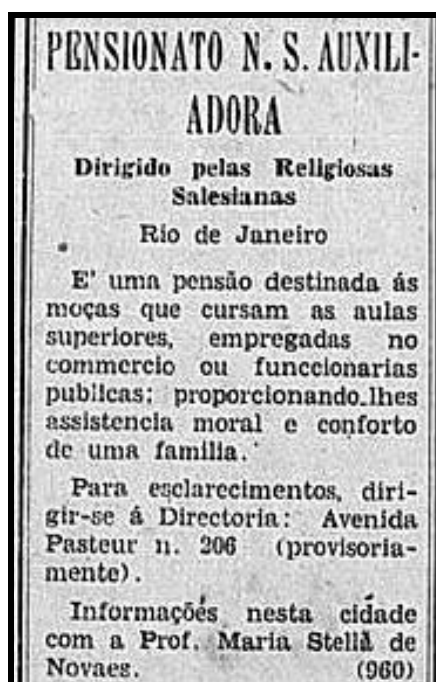 PENSIONATO N. S. AUXILI-
ADORA
Dirigido pelas Religiosas
Salesianas
Rio de Janeiro
E' uma pensão destinada ás
moças que cursam as aulas
superiores, empregadas no
commercio ou funccionarias
publicas; proporcionando-lhes
assistencia moral e conforto
de uma familia.
Para esclarecimentos, diri-
gir-se á Directoria: Avenida
Pasteur n. 206 (provisoria-
mente).
Informações nesta cidade
com a Prof. Maria Stella de
Novaes. (960)